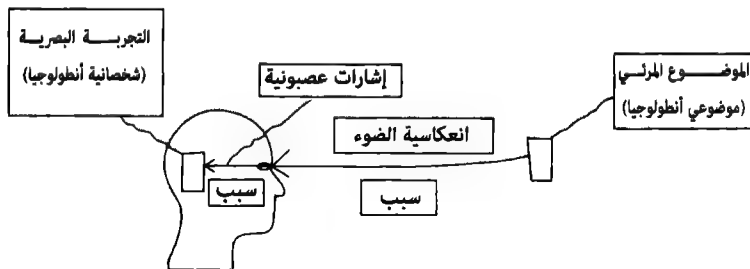 التجربة البصرية
(شخصانية أنطولوجيا)
إشارات عصبونية
الموضوع المرئي
(موضوعي أنطولوجيا)
انعكاسية الضوء
سبب
سبب